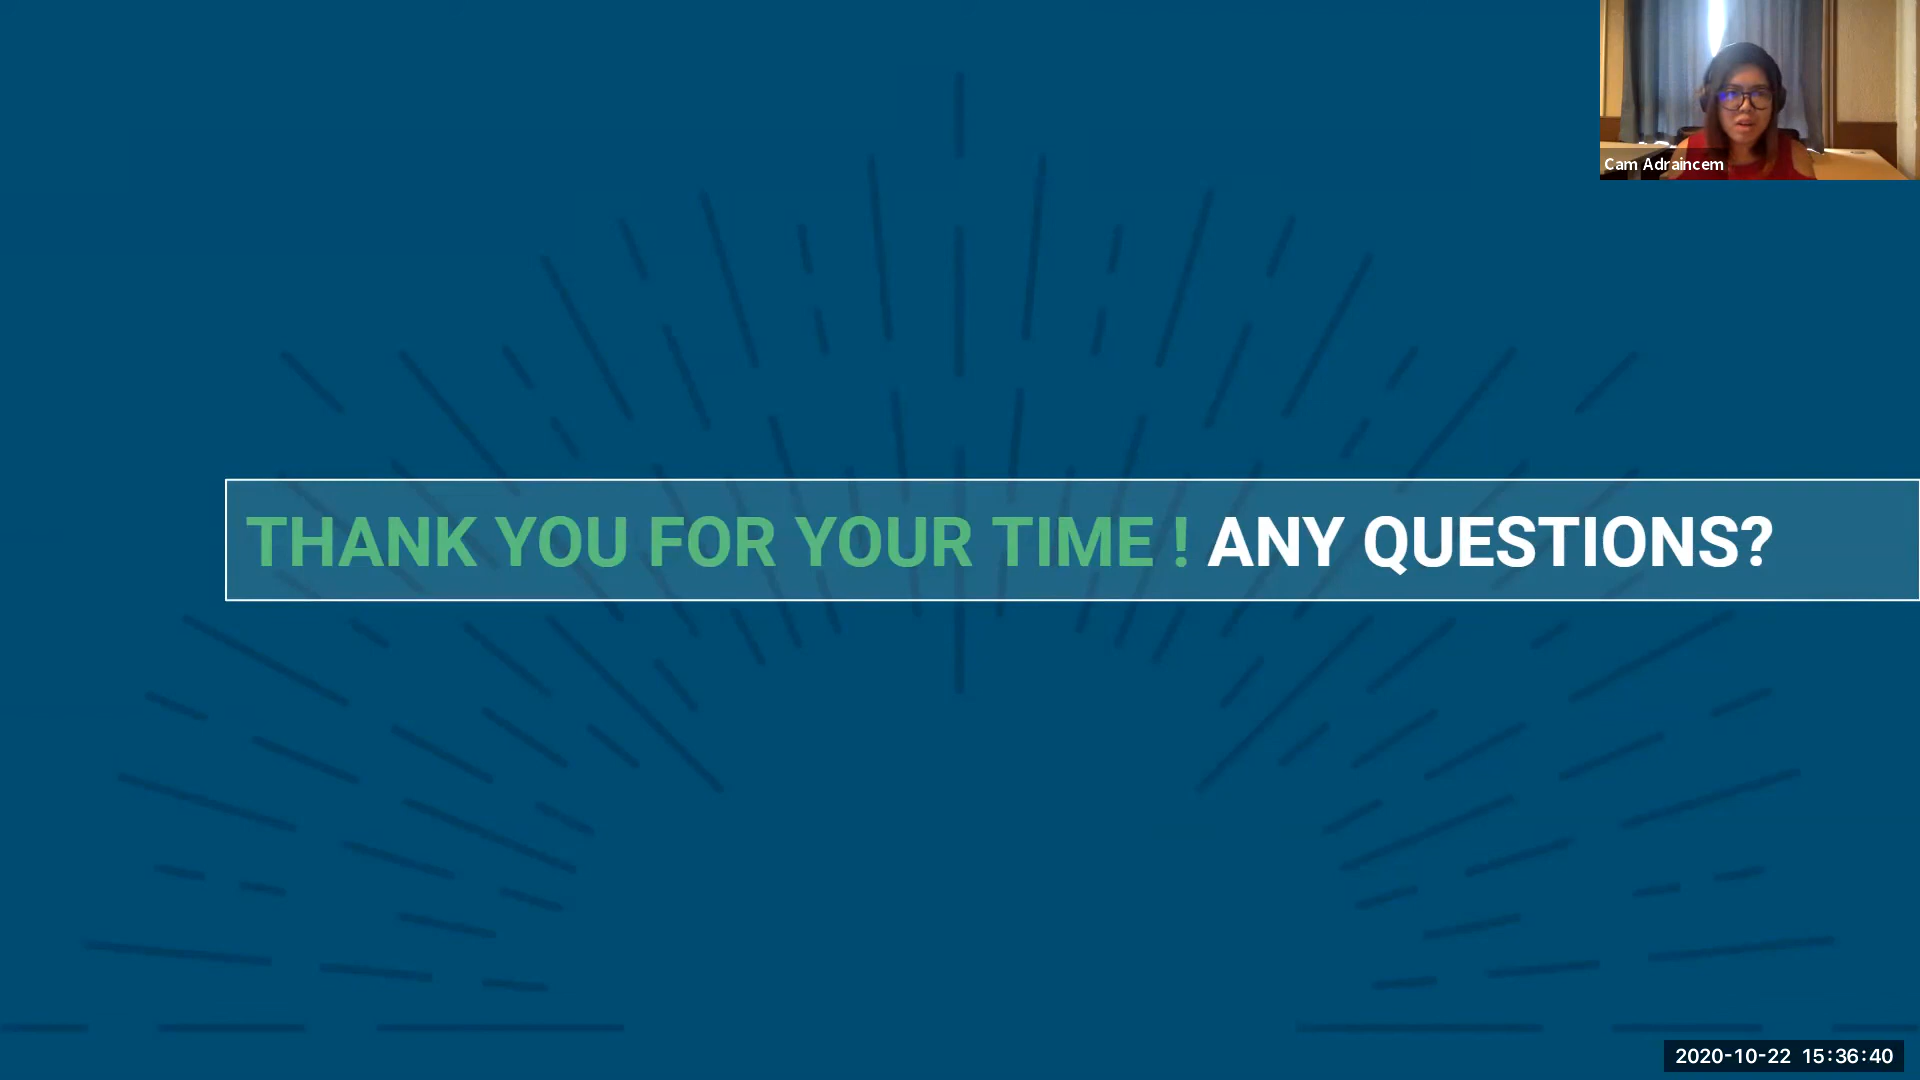 Cam Adraincem
THANK YOU FOR YOUR TIME ! ANY QUESTIONS?
2020-10-22 15:36:40